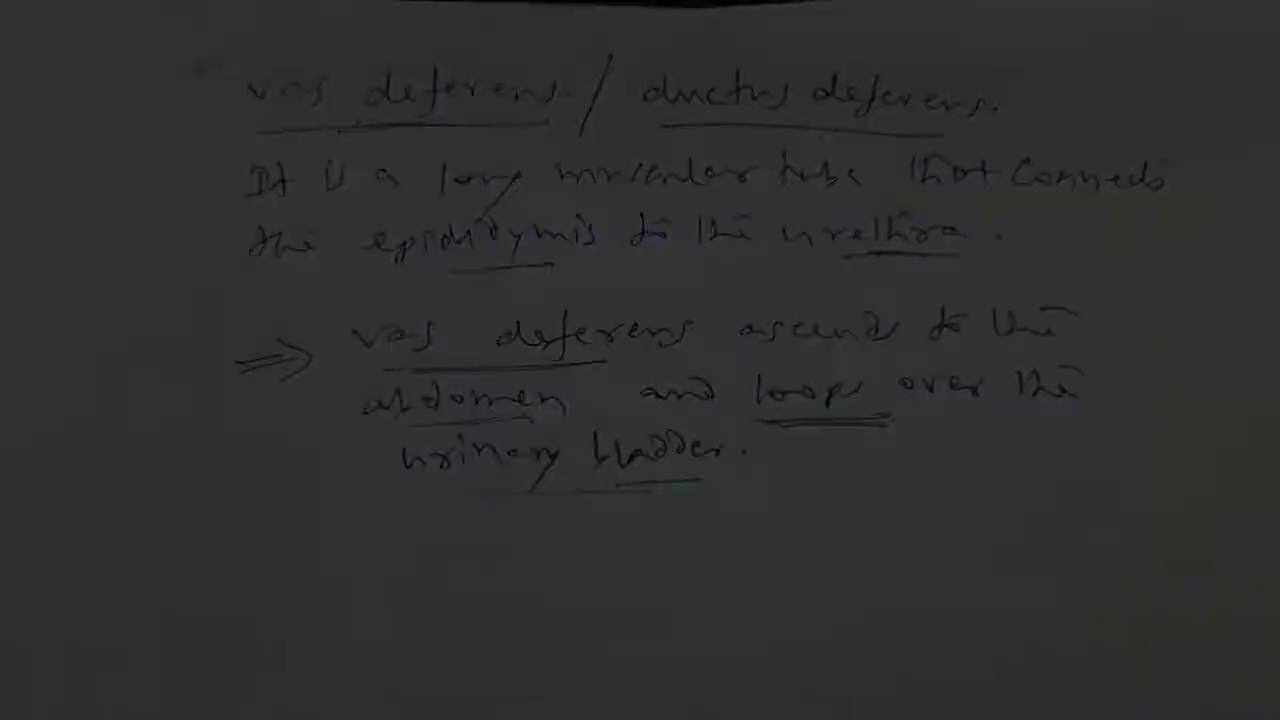 vas deferens. / ductus deferens.
It is a long muscular tube that connects
the epididymis to the urethra.
⇒ vas deferens ascends to the
abdomen and loops over the
urinary bladder.